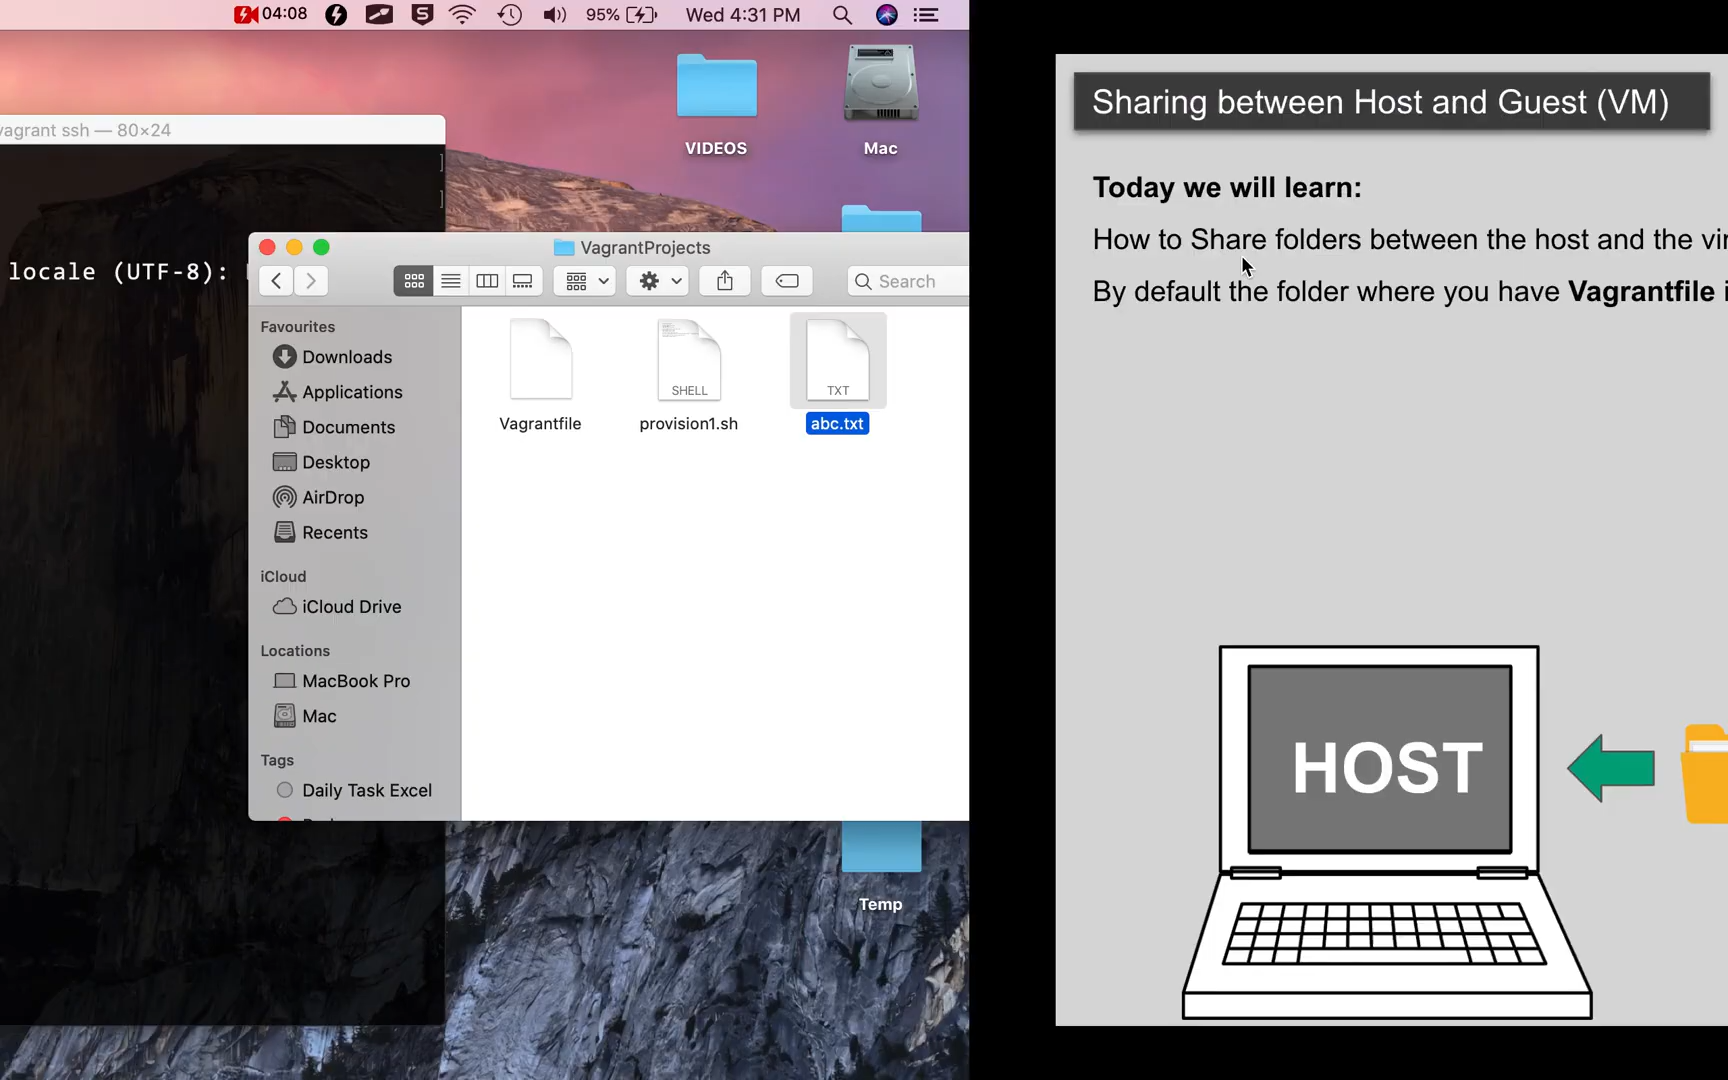 04:08
95%
Wed 4:31 PM
VIDEOS
Mac
vagrant ssh — 80×24
locale (UTF-8):
VagrantProjects
Search
Favourites
Downloads
Applications
Documents
Desktop
AirDrop
Recents
iCloud
iCloud Drive
Locations
MacBook Pro
Mac
Tags
Daily Task Excel
Vagrantfile
SHELL
provision1.sh
TXT
abc.txt
Temp
Sharing between Host and Guest (VM)
Today we will learn:
How to Share folders between the host and the
By default the folder where you have Vagrantfile
HOST